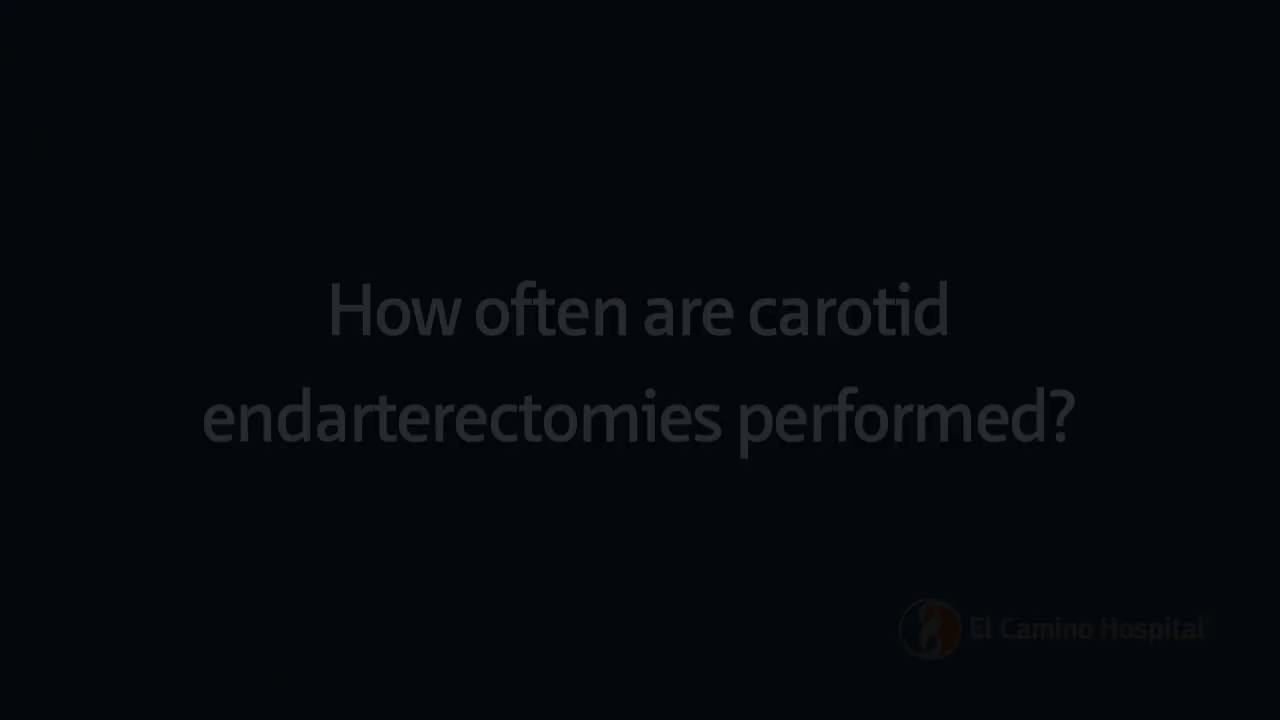 How often are carotid
endarterectomies performed?
El Camino Hospital